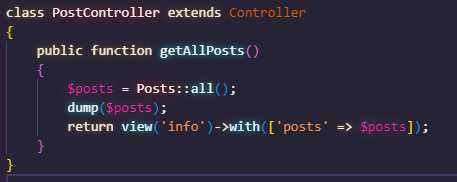 class PostController extends Controller
{
    public function getAllPosts()
    {
        $posts = Posts::all();
        dump($posts);
        return view('info')->with(['posts' => $posts]);
    }
}